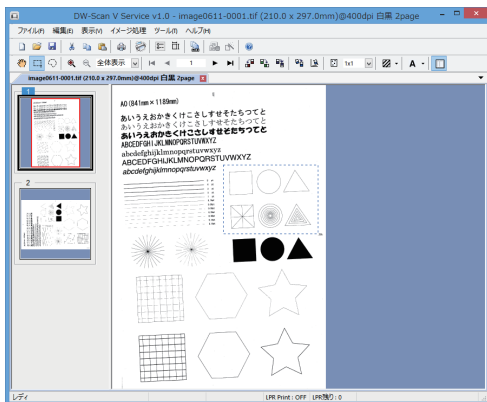 DW-Scan V Service v1.0 - image0611-0001.tif (210.0 x 297.0mm)@400dpi 白黒 2page
ファイル(F) 編集(E) 表示(V) イメージ処理 ツール(T) ヘルプ(H)
全体表示 1 1x1 A
image0611-0001.tif (210.0 x 297.0mm)@400dpi 白黒 2page
1
2
A0 (841mm×1189mm)
あいうえおかきくけこさしすせそたちつてと
あいうえおかきくけこさしすせそたちつてと
あいうえおかきくけこさしすせそたちつてと
ABCDEFGHIJKLMNOPQRSTUVWXYZ
abcdefghijklmnopqrstuvwxyz
ABCDEFGHIJKLMNOPQRSTUVWXYZ
abcdefghijklmnopqrstuvwxyz
レディ LPR Print : OFF LPR残り : 0